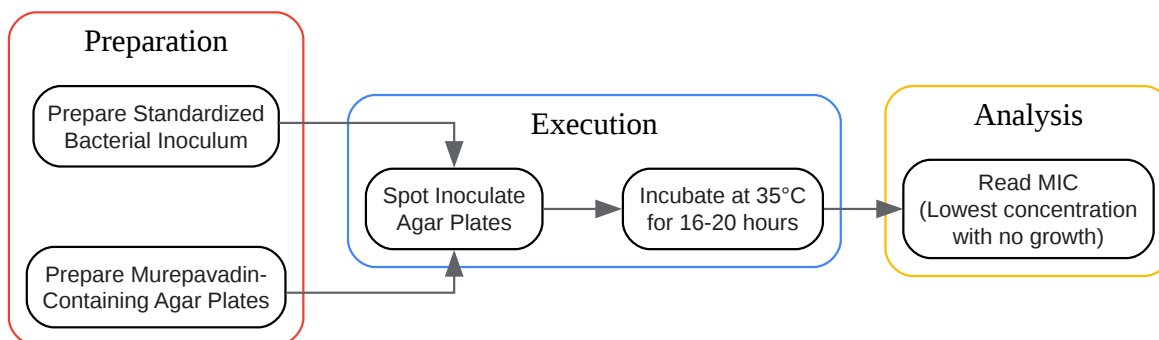 Preparation
Prepare Standardized
Bacterial Inoculum
Prepare Murepavadin-
Containing Agar Plates
Execution
Spot Inoculate
Agar Plates
Incubate at 35°C
for 16-20 hours
Analysis
Read MIC
(Lowest concentration
with no growth)